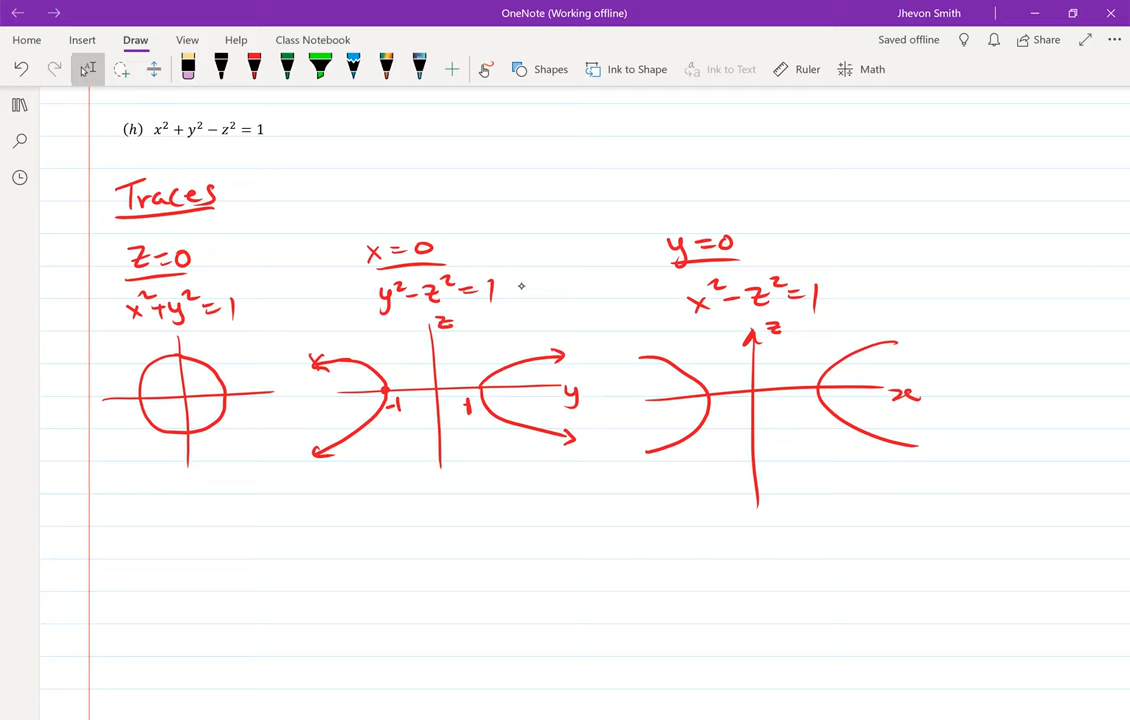 OneNote (Working offline)
Jhevon Smith
Home Insert Draw View Help Class Notebook
Saved offline
Share
Shapes
Ink to Shape
Ink to Text
Ruler
Math
(h) x² + y² − z² = 1
Traces
z=0
x²+y²=1
x=0
y²-z²=1
z
y
-1
1
y=0
x²-z²=1
z
x